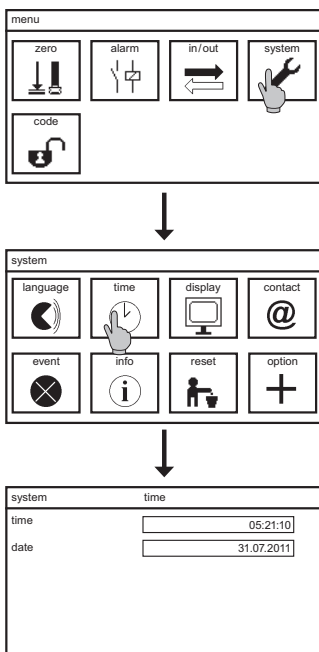 menu
zero alarm in/out system
code
system
language time display contact
@
event info reset option
i
system time
time 05:21:10
date 31.07.2011